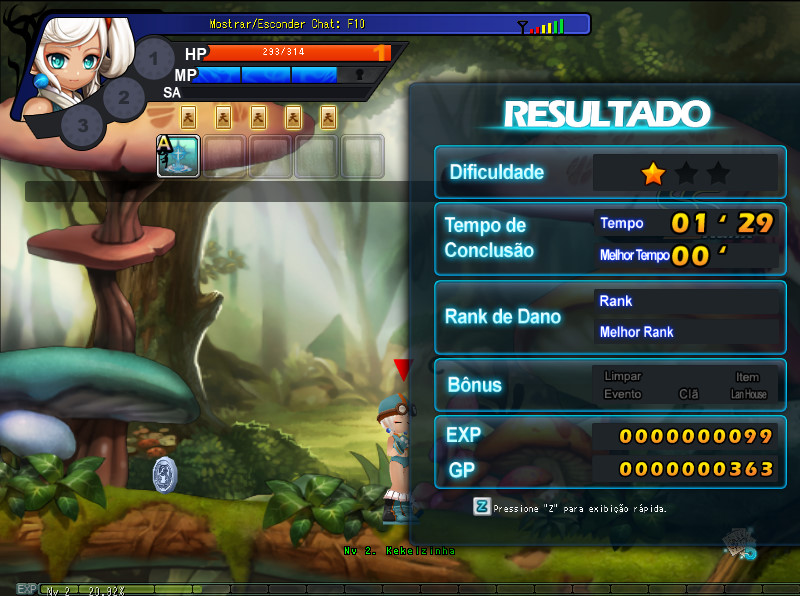 Mostrar/Esconder Chat: F10
HP 293/314 1
MP
SA
1
2
3
A
RESULTADO
Dificuldade
Tempo de Conclusão
Tempo 01 ‘ 29
Melhor Tempo 00 ‘
Rank de Dano
Rank
Melhor Rank
Bônus
Limpar Item
Evento Clã Lan House
EXP 0000000099
GP 0000000363
Z Pressione "Z" para exibição rápida.
Nv 2. Kekelzinha
EXP Nv 2 20.92%